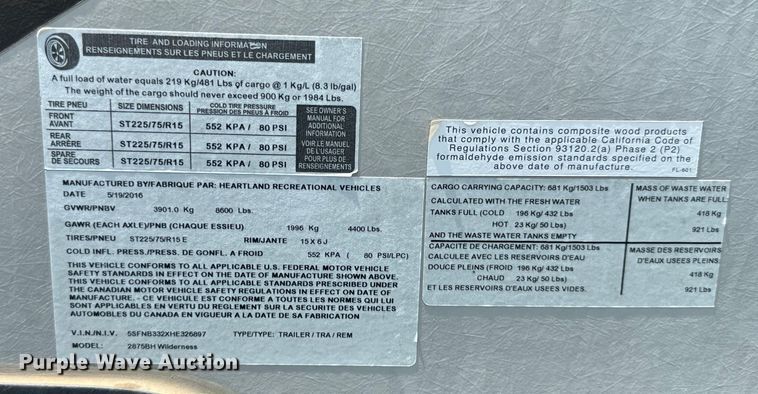 TIRE AND LOADING INFORMATION
RENSEIGNEMENTS SUR LES PNEUS ET LE CHARGEMENT
CAUTION:
A full load of water equals 219 Kg/481 Lbs of cargo @ 1 Kg/L (8.3 lb/gal)
The weight of the cargo should never exceed 900 Kg or 1984 Lbs.
TIRE PNEU SIZE DIMENSIONS COLD TIRE PRESSURE
PRESSION DES PNEUS À FROID
FRONT
AVANT ST225/75/R15 552 KPA / 80 PSI
REAR
ARRIÈRE ST225/75/R15 552 KPA / 80 PSI
SPARE
DE SECOURS ST225/75/R15 552 KPA / 80 PSI
SEE OWNER'S
MANUAL FOR
ADDITIONAL
INFORMATION
VOIR LE MANUEL
DE L'USAGER
POUR PLUS DE
RENSEIGNEMENTS
MANUFACTURED BY/FABRIQUE PAR: HEARTLAND RECREATIONAL VEHICLES
DATE 5/19/2016
GVWR/PNBV 3901.0 Kg 8600 Lbs.
GAWR (EACH AXLE)/PNB (CHAQUE ESSIEU) 1996 Kg 4400 Lbs.
TIRES/PNEU ST225/75/R15 E RIM/JANTE 15 X 6 J
COLD INFL. PRESS./PRESS. DE GONFL. A FROID 552 KPA ( 80 PSI/LPC)
THIS VEHICLE CONFORMS TO ALL APPLICABLE U.S. FEDERAL MOTOR VEHICLE
SAFETY STANDARDS IN EFFECT ON THE DATE OF MANUFACTURE SHOWN ABOVE.
THIS VEHICLE CONFORMS TO ALL APPLICABLE STANDARDS PRESCRIBED UNDER
THE CANADIAN MOTOR VEHICLE SAFETY REGULATIONS IN EFFECT ON DATE OF
MANUFACTURE. - CE VEHICULE EST CONFORME A TOUTES LES NORMES QUI LUI
SONT APPLICABLES EN VERTU DU REGLEMENT SUR LA SECURITE DES VEHICLES
AUTOMOBILES DU CANADA EN VIGUEUR A LA DATE DE SA FABRICATION
V.I.N./N.I.V. 5SFNB332XHE326897 TYPE/TYPE: TRAILER / TRA / REM
MODEL: 2875BH Wilderness
This vehicle contains composite wood products
that comply with the applicable California Code of
Regulations Section 93120.2(a) Phase 2 (P2)
formaldehyde emission standards specified on the
above date of manufacture.
FL-601
CARGO CARRYING CAPACITY: 681 Kg/1503 Lbs
CALCULATED WITH THE FRESH WATER
TANKS FULL (COLD 196 Kg/ 432 Lbs
HOT 23 Kg/ 50 Lbs)
AND THE WASTE WATER TANKS EMPTY
MASS OF WASTE WATER
WHEN TANKS ARE FULL:
418 Kg
921 Lbs
CAPACITE DE CHARGEMENT: 681 Kg/1503 Lbs
CALCULEE AVEC LES RESERVOIRS D'EAU
DOUCE PLEINS (FROID 196 Kg/ 432 Lbs
CHAUD 23 Kg/ 50 Lbs)
ET LES RESERVOIRS D'EAUX USEES VIDES.
MASSE DES RESERVOIRS
D'EAUX USEES PLEINS:
418 Kg
921 Lbs
Purple Wave Auction